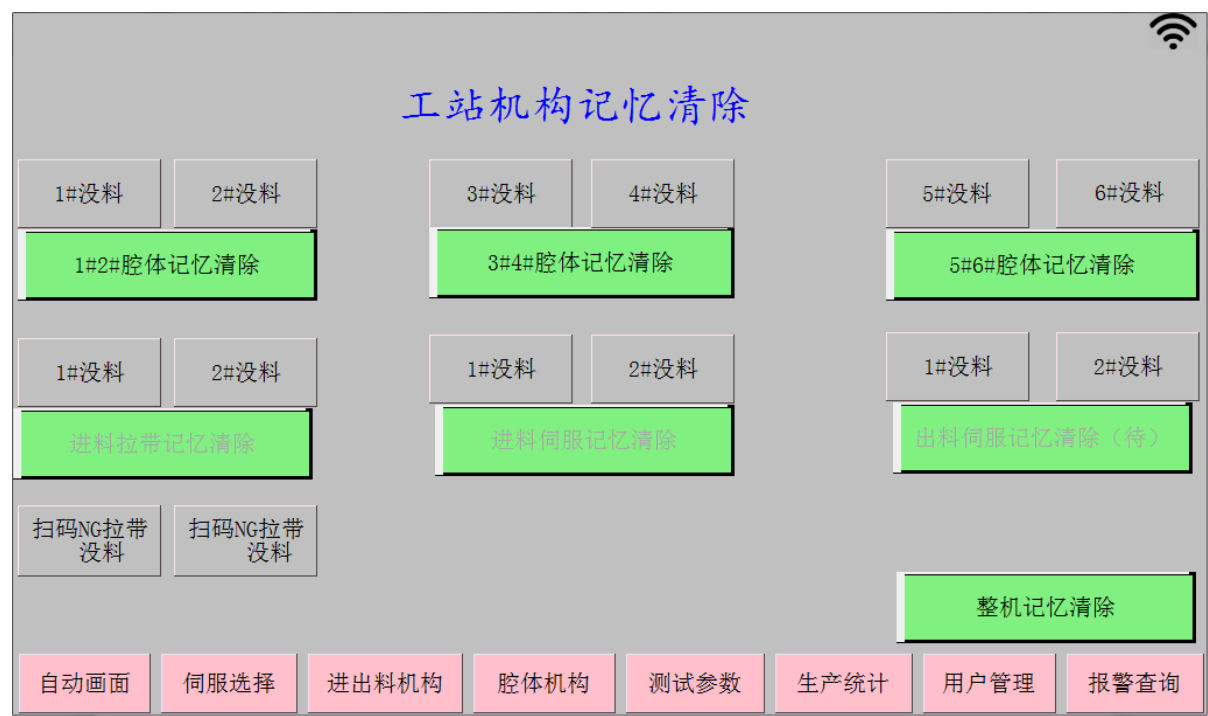 工站机构记忆清除
1#没料 2#没料 3#没料 4#没料 5#没料 6#没料
1#2#腔体记忆清除 3#4#腔体记忆清除 5#6#腔体记忆清除
1#没料 2#没料 1#没料 2#没料 1#没料 2#没料
进料拉带记忆清除 进料伺服记忆清除 出料伺服记忆清除（待）
扫码NG拉带 扫码NG拉带
没料 没料
整机记忆清除
自动画面 伺服选择 进出料机构 腔体机构 测试参数 生产统计 用户管理 报警查询